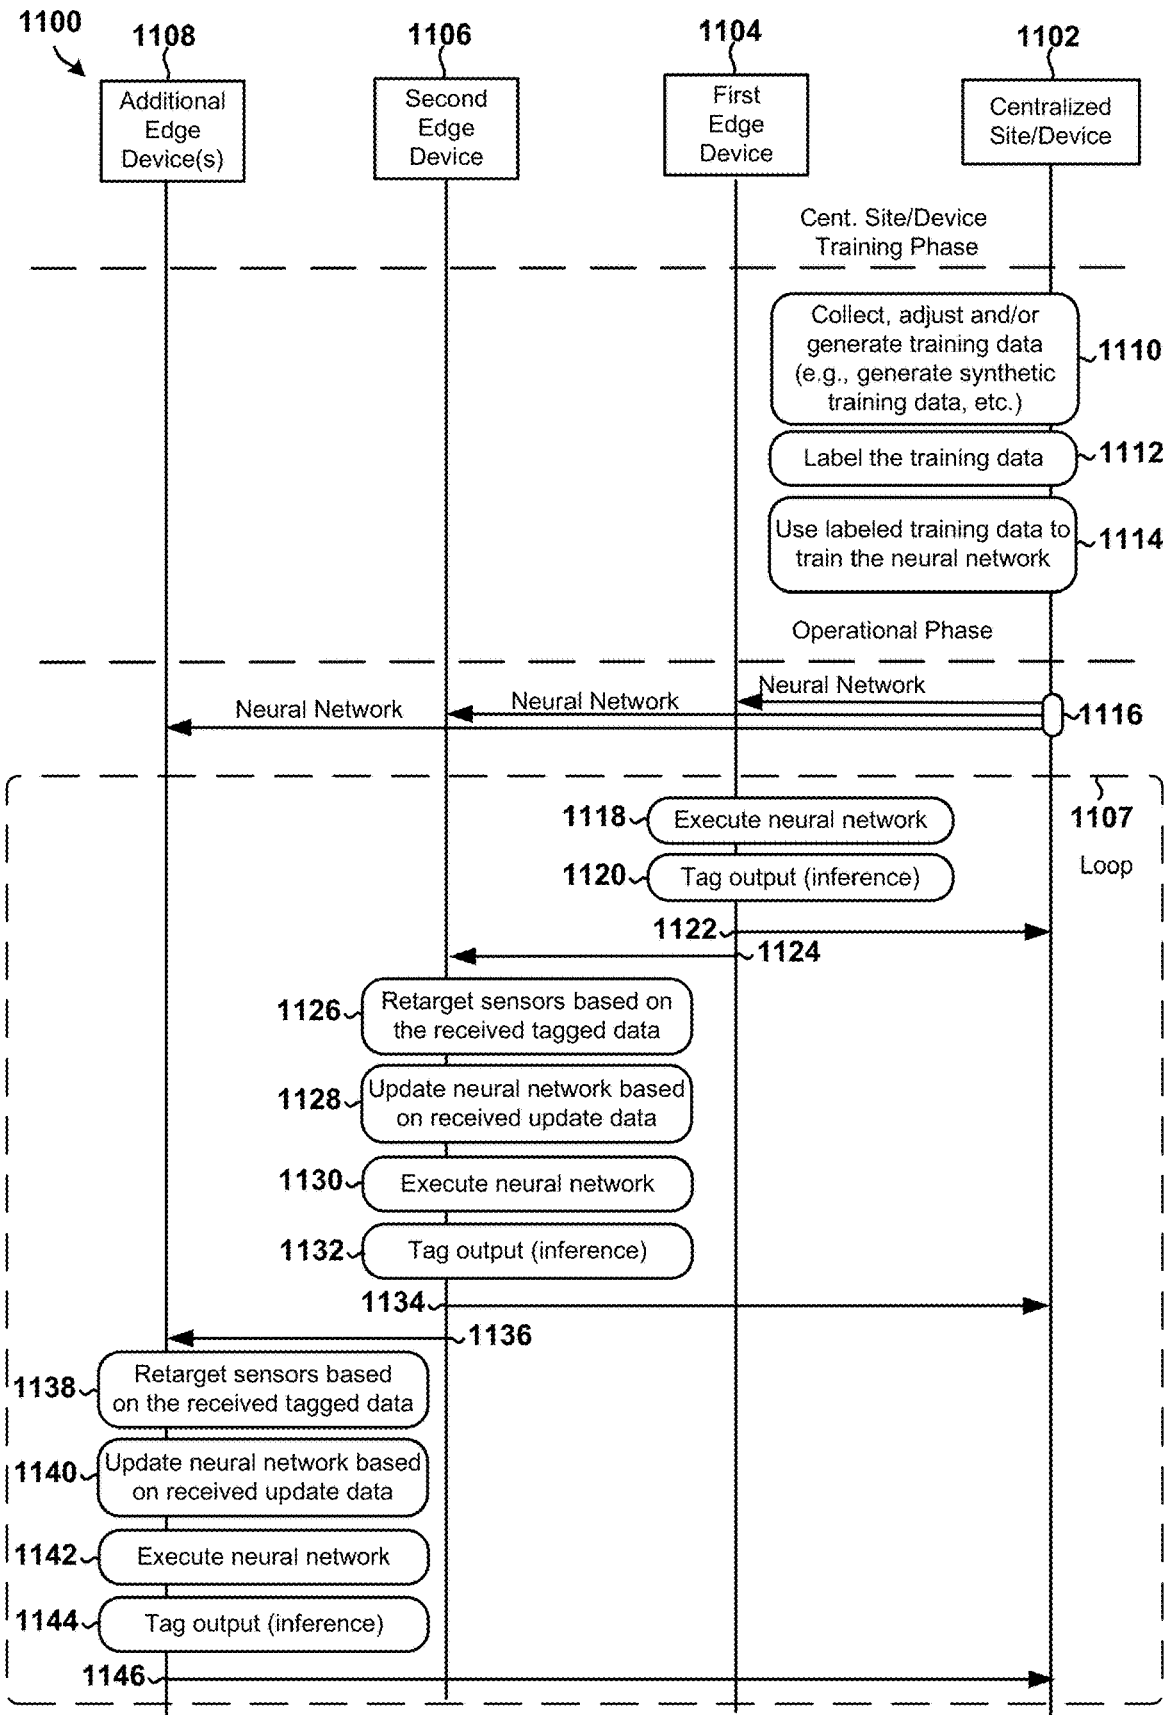 1100
1108
1106
1104
1102
Additional
Edge
Device(s)
Second
Edge
Device
First
Edge
Device
Centralized
Site/Device
Cent. Site/Device
Training Phase
Collect, adjust and/or
generate training data
(e.g., generate synthetic
training data, etc.)
1110
Label the training data
1112
Use labeled training data to
train the neural network
1114
Operational Phase
Neural Network
Neural Network
Neural Network
1116
1107
Loop
1118
Execute neural network
1120
Tag output (inference)
1122
1124
1126
Retarget sensors based on
the received tagged data
1128
Update neural network based
on received update data
1130
Execute neural network
1132
Tag output (inference)
1134
1136
1138
Retarget sensors based
on the received tagged data
1140
Update neural network based
on received update data
1142
Execute neural network
1144
Tag output (inference)
1146